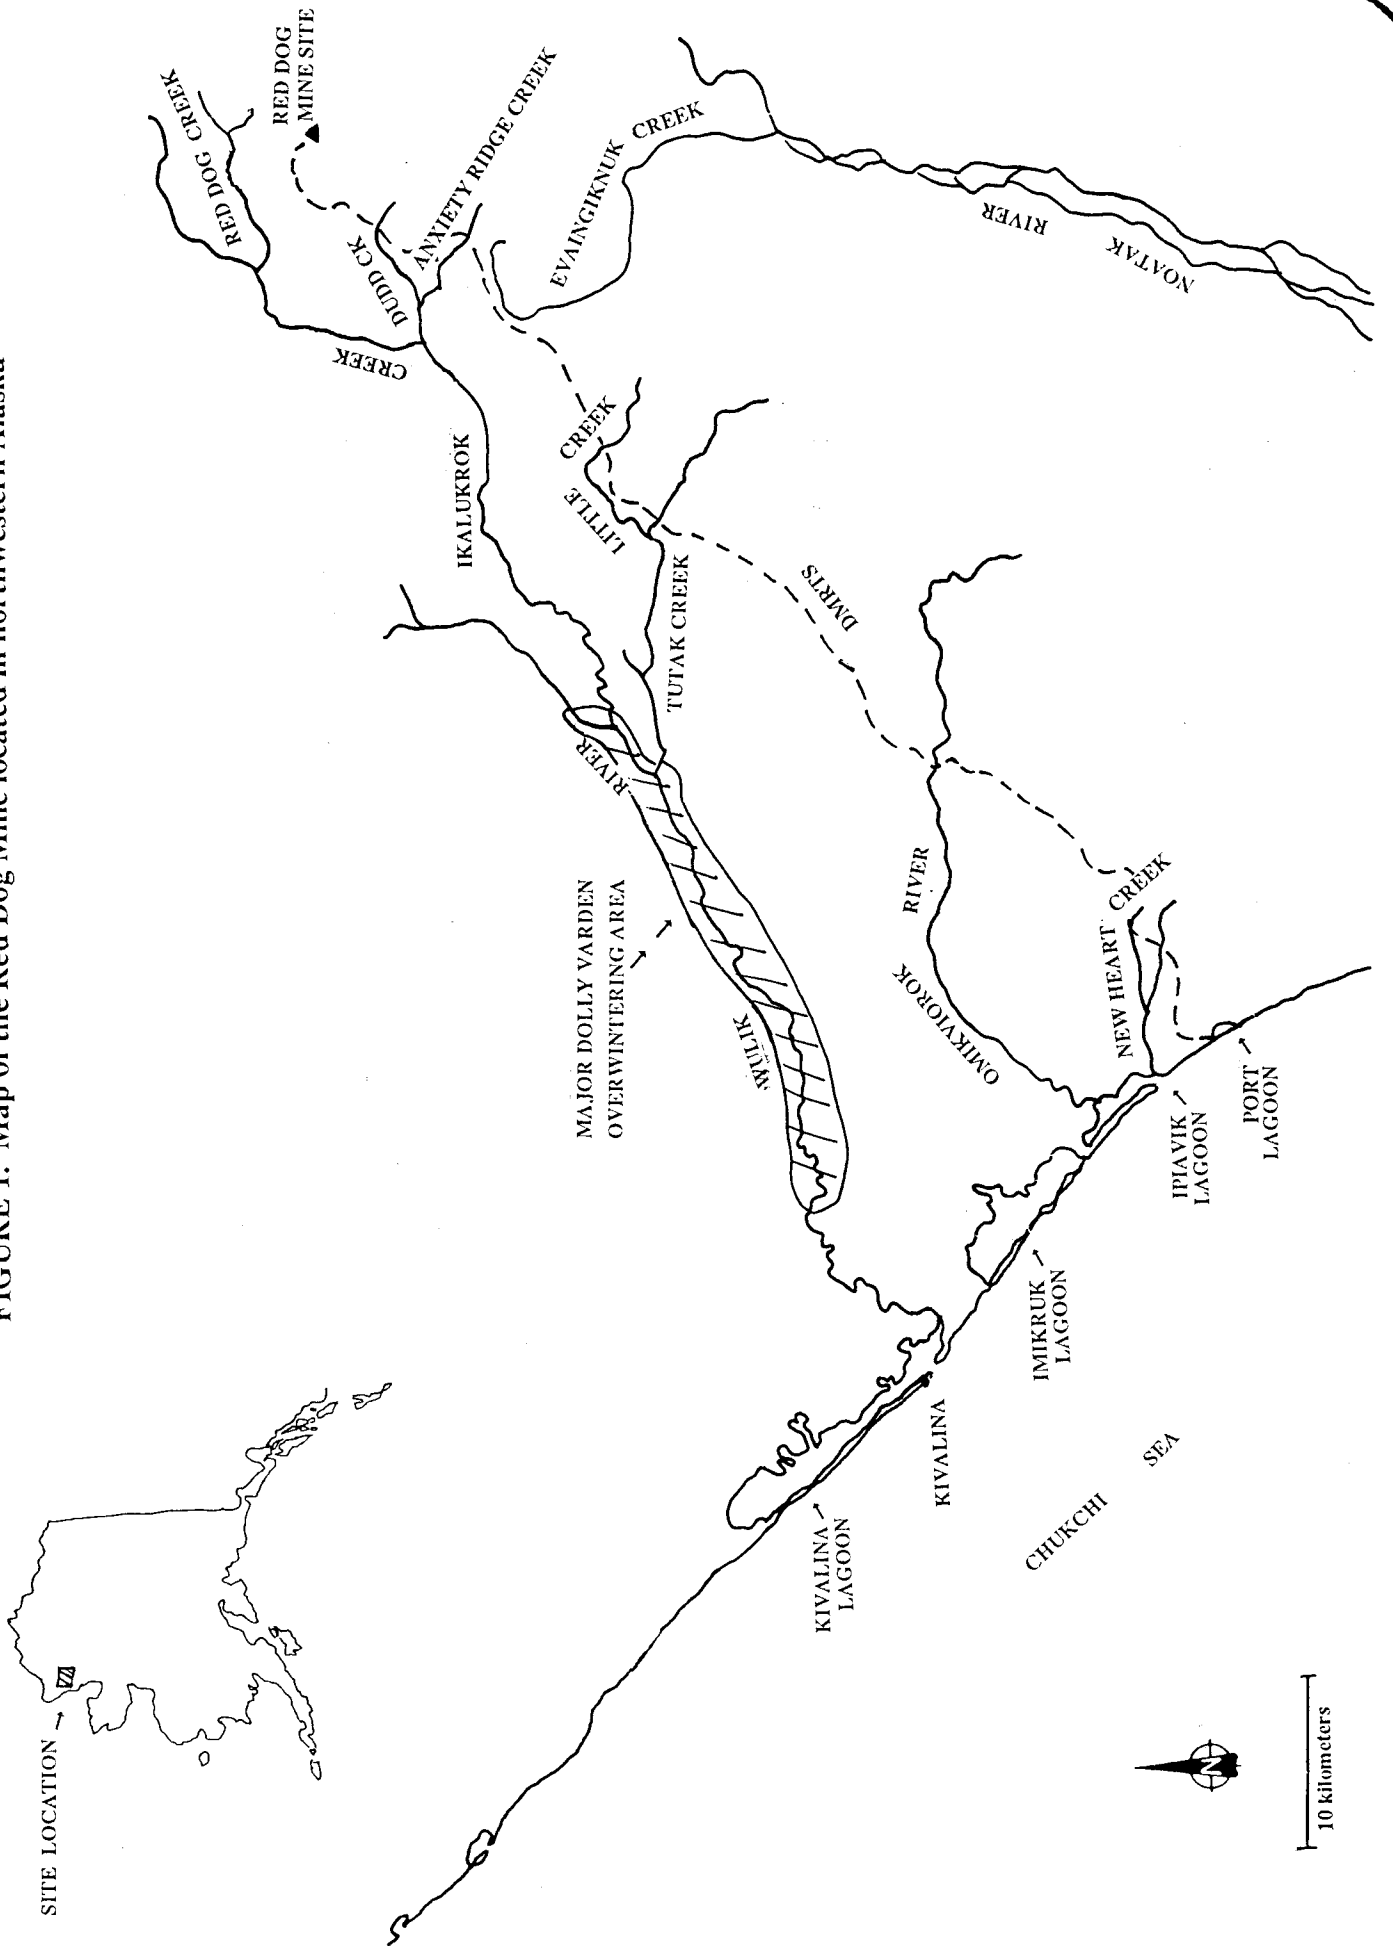 FIGURE 1. Map of the Red Dog Mine located in northwestern Alaska
SITE LOCATION
RED DOG CREEK
RED DOG
MINE SITE
DUDD CK
ANXIETY RIDGE CREEK
IKALUKROK
CREEK
EVAINGIKNUK CREEK
NOATAK
RIVER
LITTLE
CREEK
TUTAK CREEK
DMRTS
MAJOR DOLLY VARDEN
OVERWINTERING AREA
WULIK
RIVER
OMIKVIOROK
RIVER
NEW HEART CREEK
PORT
LAGOON
IPIAVIK
LAGOON
IMIKRUK
LAGOON
KIVALINA
KIVALINA
LAGOON
CHUKCHI SEA
N
10 kilometers